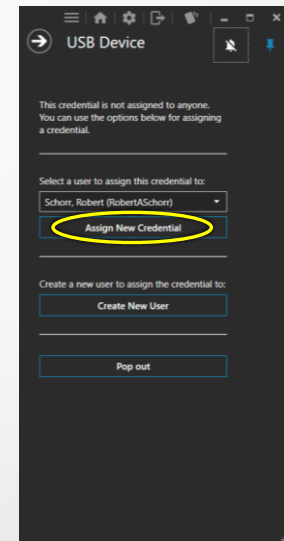 USB Device
This credential is not assigned to anyone.
You can use the options below for assigning
a credential.
Select a user to assign this credential to:
Schorr, Robert (RobertASchorr)
Assign New Credential
Create a new user to assign the credential to:
Create New User
Pop out